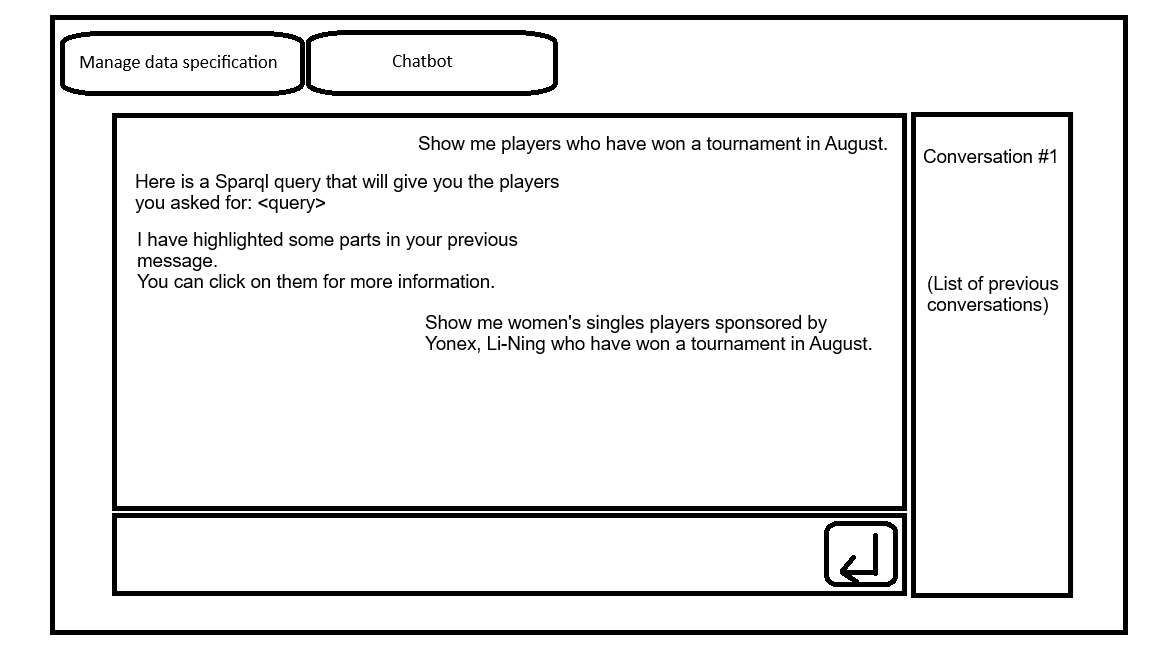 Manage data specification
Chatbot
Show me players who have won a tournament in August.
Here is a Sparql query that will give you the players
you asked for: <query>
I have highlighted some parts in your previous
message.
You can click on them for more information.
Show me women's singles players sponsored by
Yonex, Li-Ning who have won a tournament in August.
Conversation #1
(List of previous
conversations)